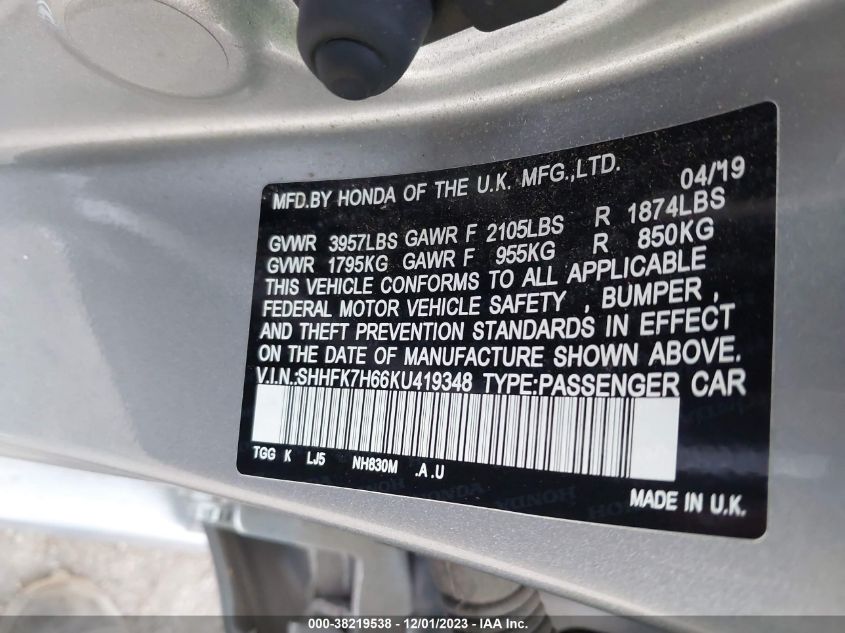 MFD.BY HONDA OF THE U.K. MFG.,LTD. 04/19
GVWR 3957LBS GAWR F 2105LBS R 1874LBS
GVWR 1795KG GAWR F 955KG R 850KG
THIS VEHICLE CONFORMS TO ALL APPLICABLE
FEDERAL MOTOR VEHICLE SAFETY , BUMPER ,
AND THEFT PREVENTION STANDARDS IN EFFECT
ON THE DATE OF MANUFACTURE SHOWN ABOVE.
V.I.N.:SHHFK7H66KU419348 TYPE:PASSENGER CAR
TGG K LJ5 NH830M .A.U
MADE IN U.K.
000-38219538 - 12/01/2023 - © IAA Inc.